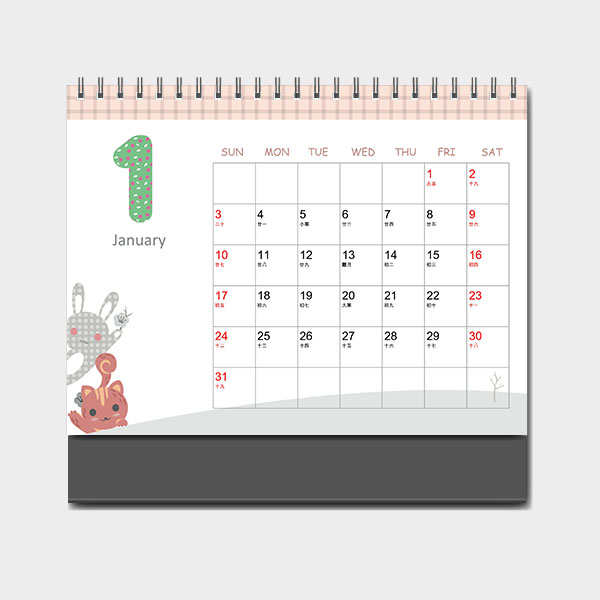 1
January
SUN MON TUE WED THU FRI SAT
1 2
元旦 十九
3 4 5 6 7 8 9
二十 廿一 小寒 廿三 廿四 廿五 廿六
10 11 12 13 14 15 16
廿七 廿八 廿九 臘月 初二 初三 初四
17 18 19 20 21 22 23
初五 初六 初七 大寒 初九 初十 十一
24 25 26 27 28 29 30
十二 十三 十四 十五 十六 十七 十八
31
十九